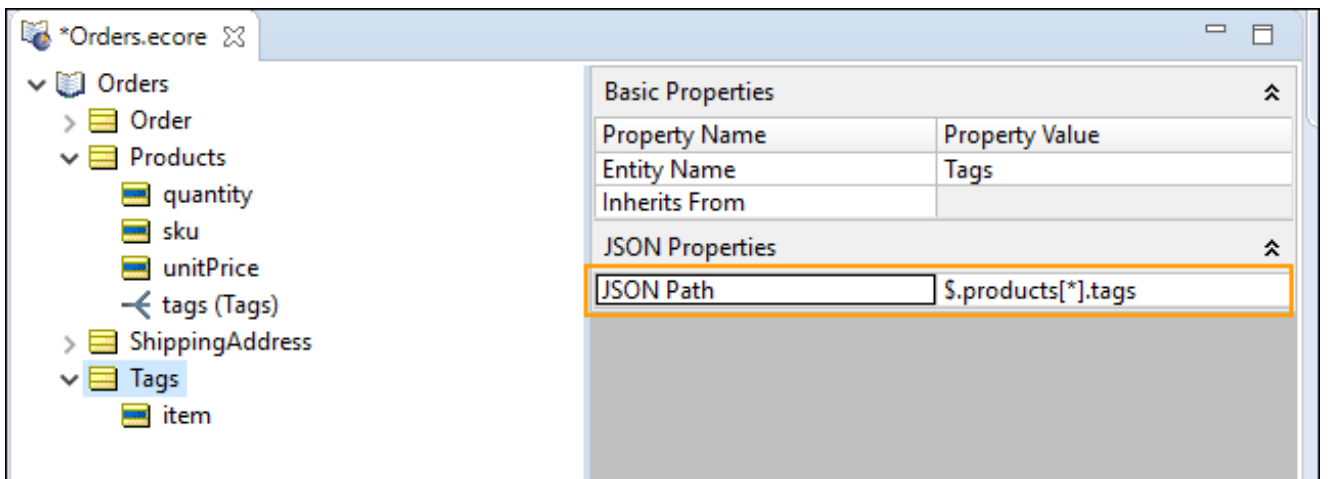 *Orders.ecore
Orders
Order
Products
quantity
sku
unitPrice
tags (Tags)
ShippingAddress
Tags
item
Basic Properties
Property Name Property Value
Entity Name Tags
Inherits From
JSON Properties
JSON Path $.products[*].tags